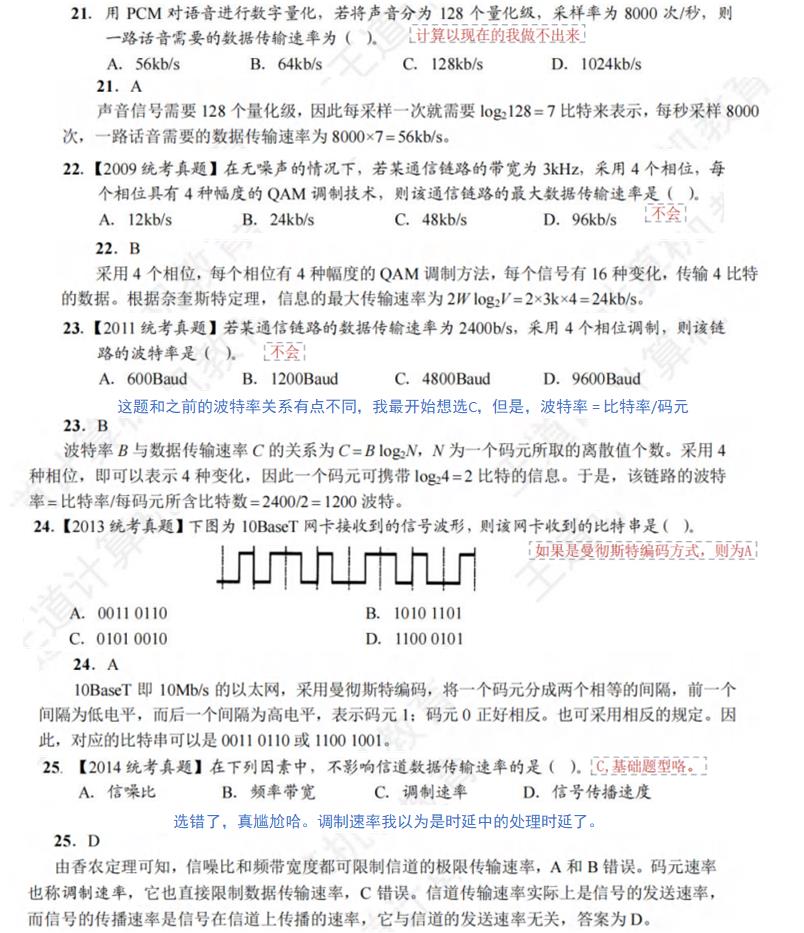 21. 用 PCM 对语音进行数字量化，若将声音分为 128 个量化级，采样率为 8000 次/秒，则
一路话音需要的数据传输速率为（ ）。 计算以现在的我做不出来
A. 56kb/s B. 64kb/s C. 128kb/s D. 1024kb/s
21. A
声音信号需要 128 个量化级，因此每采样一次就需要 log₂128 = 7 比特来表示，每秒采样 8000
次，一路话音需要的数据传输速率为 8000×7 = 56kb/s。
22. 【2009 统考真题】在无噪声的情况下，若某通信链路的带宽为 3kHz，采用 4 个相位，每
个相位具有 4 种幅度的 QAM 调制技术，则该通信链路的最大数据传输速率是（ ）。
A. 12kb/s B. 24kb/s C. 48kb/s D. 96kb/s 不会
22. B
采用 4 个相位，每个相位有 4 种幅度的 QAM 调制方法，每个信号有 16 种变化，传输 4 比特
的数据。根据奈奎斯特定理，信息的最大传输速率为 2W log₂V = 2×3k×4 = 24kb/s。
23. 【2011 统考真题】若某通信链路的数据传输速率为 2400b/s，采用 4 个相位调制，则该链
路的波特率是（ ）。 不会
A. 600Baud B. 1200Baud C. 4800Baud D. 9600Baud
这题和之前的波特率关系有点不同，我最开始想选C，但是，波特率 = 比特率/码元
23. B
波特率 B 与数据传输速率 C 的关系为 C = B log₂N，N 为一个码元所取的离散值个数。采用 4
种相位，即可以表示 4 种变化，因此一个码元可携带 log₂4 = 2 比特的信息。于是，该链路的波特
率 = 比特率/每码元所含比特数 = 2400/2 = 1200 波特。
24. 【2013 统考真题】下图为 10BaseT 网卡接收到的信号波形，则该网卡收到的比特串是（ ）。
如果是曼彻斯特编码方式，则为A
A. 0011 0110 B. 1010 1101
C. 0101 0010 D. 1100 0101
24. A
10BaseT 即 10Mb/s 的以太网，采用曼彻斯特编码，将一个码元分成两个相等的间隔，前一个
间隔为低电平，而后一个间隔为高电平，表示码元 1；码元 0 正好相反。也可采用相反的规定。因
此，对应的比特串可以是 0011 0110 或 1100 1001。
25. 【2014 统考真题】在下列因素中，不影响信道数据传输速率的是（ ）。 C,基础题型咯。
A. 信噪比 B. 频率带宽 C. 调制速率 D. 信号传播速度
选错了，真尴尬哈。调制速率我以为是时延中的处理时延了。
25. D
由香农定理可知，信噪比和频带宽度都可限制信道的极限传输速率，A 和 B 错误。码元速率
也称调制速率，它也直接限制数据传输速率，C 错误。信道传输速率实际上是信号的发送速率，
而信号的传播速率是信号在信道上传播的速率，它与信道的发送速率无关，答案为 D。